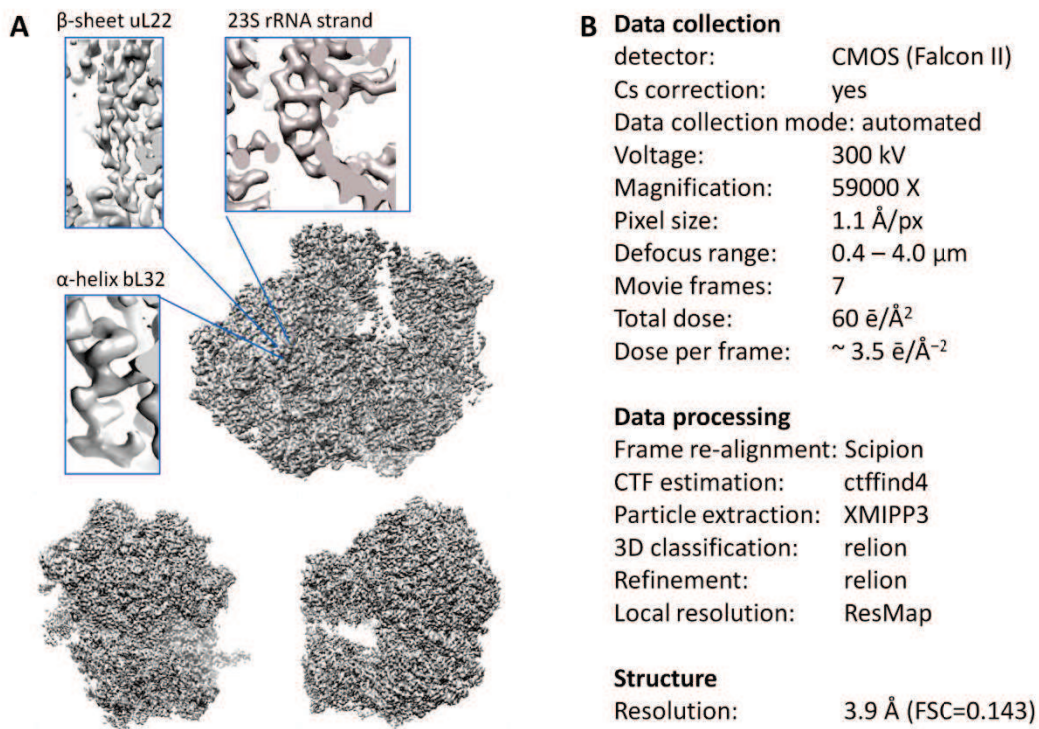 A
β-sheet uL22
23S rRNA strand
α-helix bL32
B
Data collection
detector: CMOS (Falcon II)
Cs correction: yes
Data collection mode: automated
Voltage: 300 kV
Magnification: 59000 X
Pixel size: 1.1 Å/px
Defocus range: 0.4 – 4.0 μm
Movie frames: 7
Total dose: 60 ē/Å²
Dose per frame: ~ 3.5 ē/Å⁻²
Data processing
Frame re-alignment: Scipion
CTF estimation: ctffind4
Particle extraction: XMIPP3
3D classification: relion
Refinement: relion
Local resolution: ResMap
Structure
Resolution: 3.9 Å (FSC=0.143)